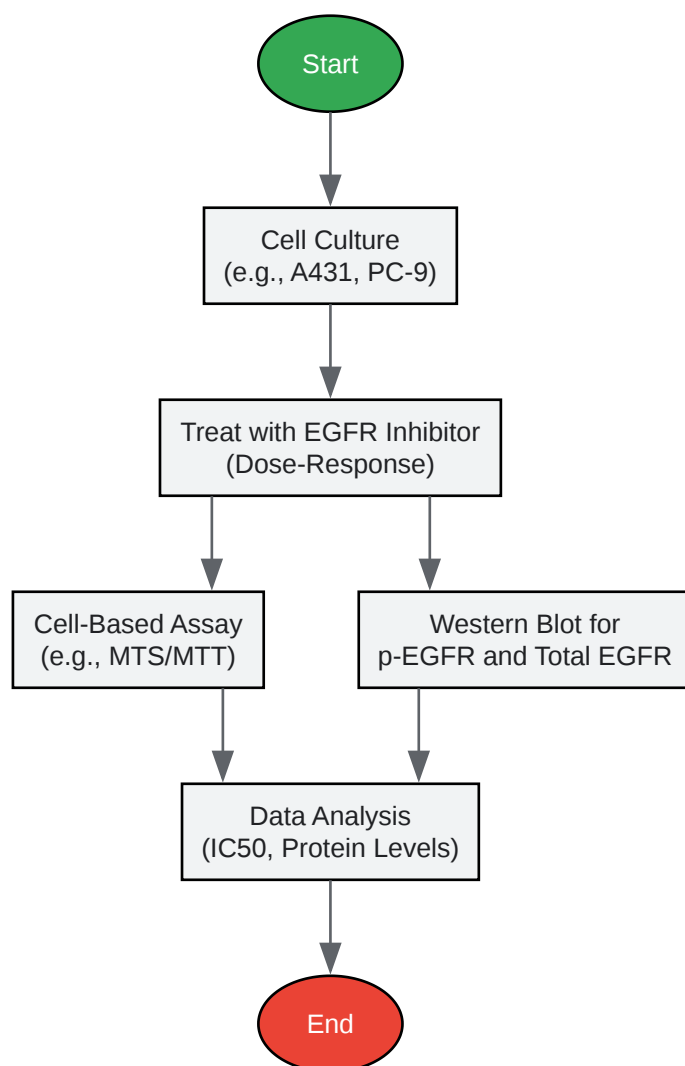 Start
Cell Culture
(e.g., A431, PC-9)
Treat with EGFR Inhibitor
(Dose-Response)
Cell-Based Assay
(e.g., MTS/MTT)
Western Blot for
p-EGFR and Total EGFR
Data Analysis
(IC50, Protein Levels)
End